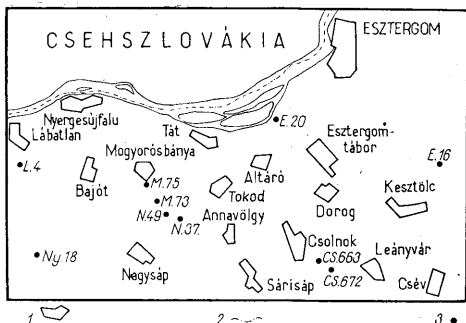 CSEHSZLOVÁKIA
ESZTERGOM
Nyergesújfalu
Lábatlán
Tát
E.20
Esztergom-
tábor
Mogyorósbánya
Altáró
E.16
L.4
Bajót
M.75
Tokod
Dorog
Kesztölc
M.73
N.49
N.37.
Annavölgy
Csolnok
Leányvár
Ny.18
Nagysáp
CS.663
CS.672
Sárisáp
Csév
1
2
3